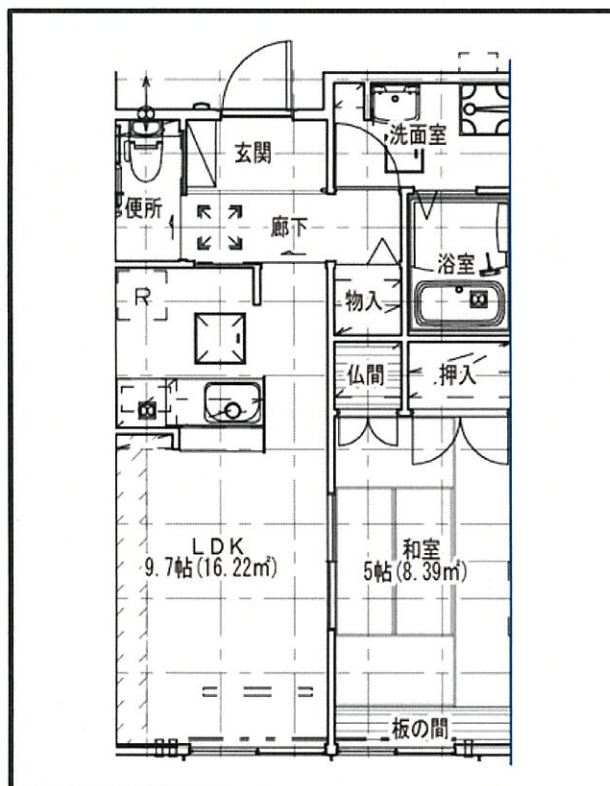 玄関
洗面室
便所
廊下
浴室
R
物入
仏間
押入
LDK
9.7帖(16.22㎡)
和室
5帖(8.39㎡)
板の間